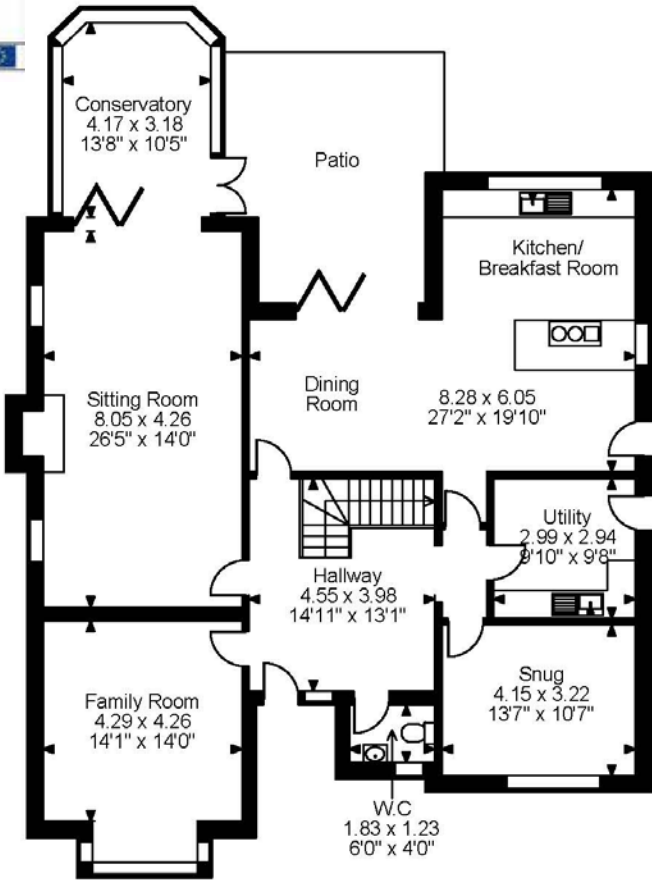 Conservatory
4.17 x 3.18
13'8" x 10'5"
Patio
Kitchen/
Breakfast Room
Dining
Room
8.28 x 6.05
27'2" x 19'10"
Sitting Room
8.05 x 4.26
26'5" x 14'0"
Utility
2.99 x 2.94
9'10" x 9'8"
Hallway
4.55 x 3.98
14'11" x 13'1"
Snug
4.15 x 3.22
13'7" x 10'7"
Family Room
4.29 x 4.26
14'1" x 14'0"
W.C
1.83 x 1.23
6'0" x 4'0"